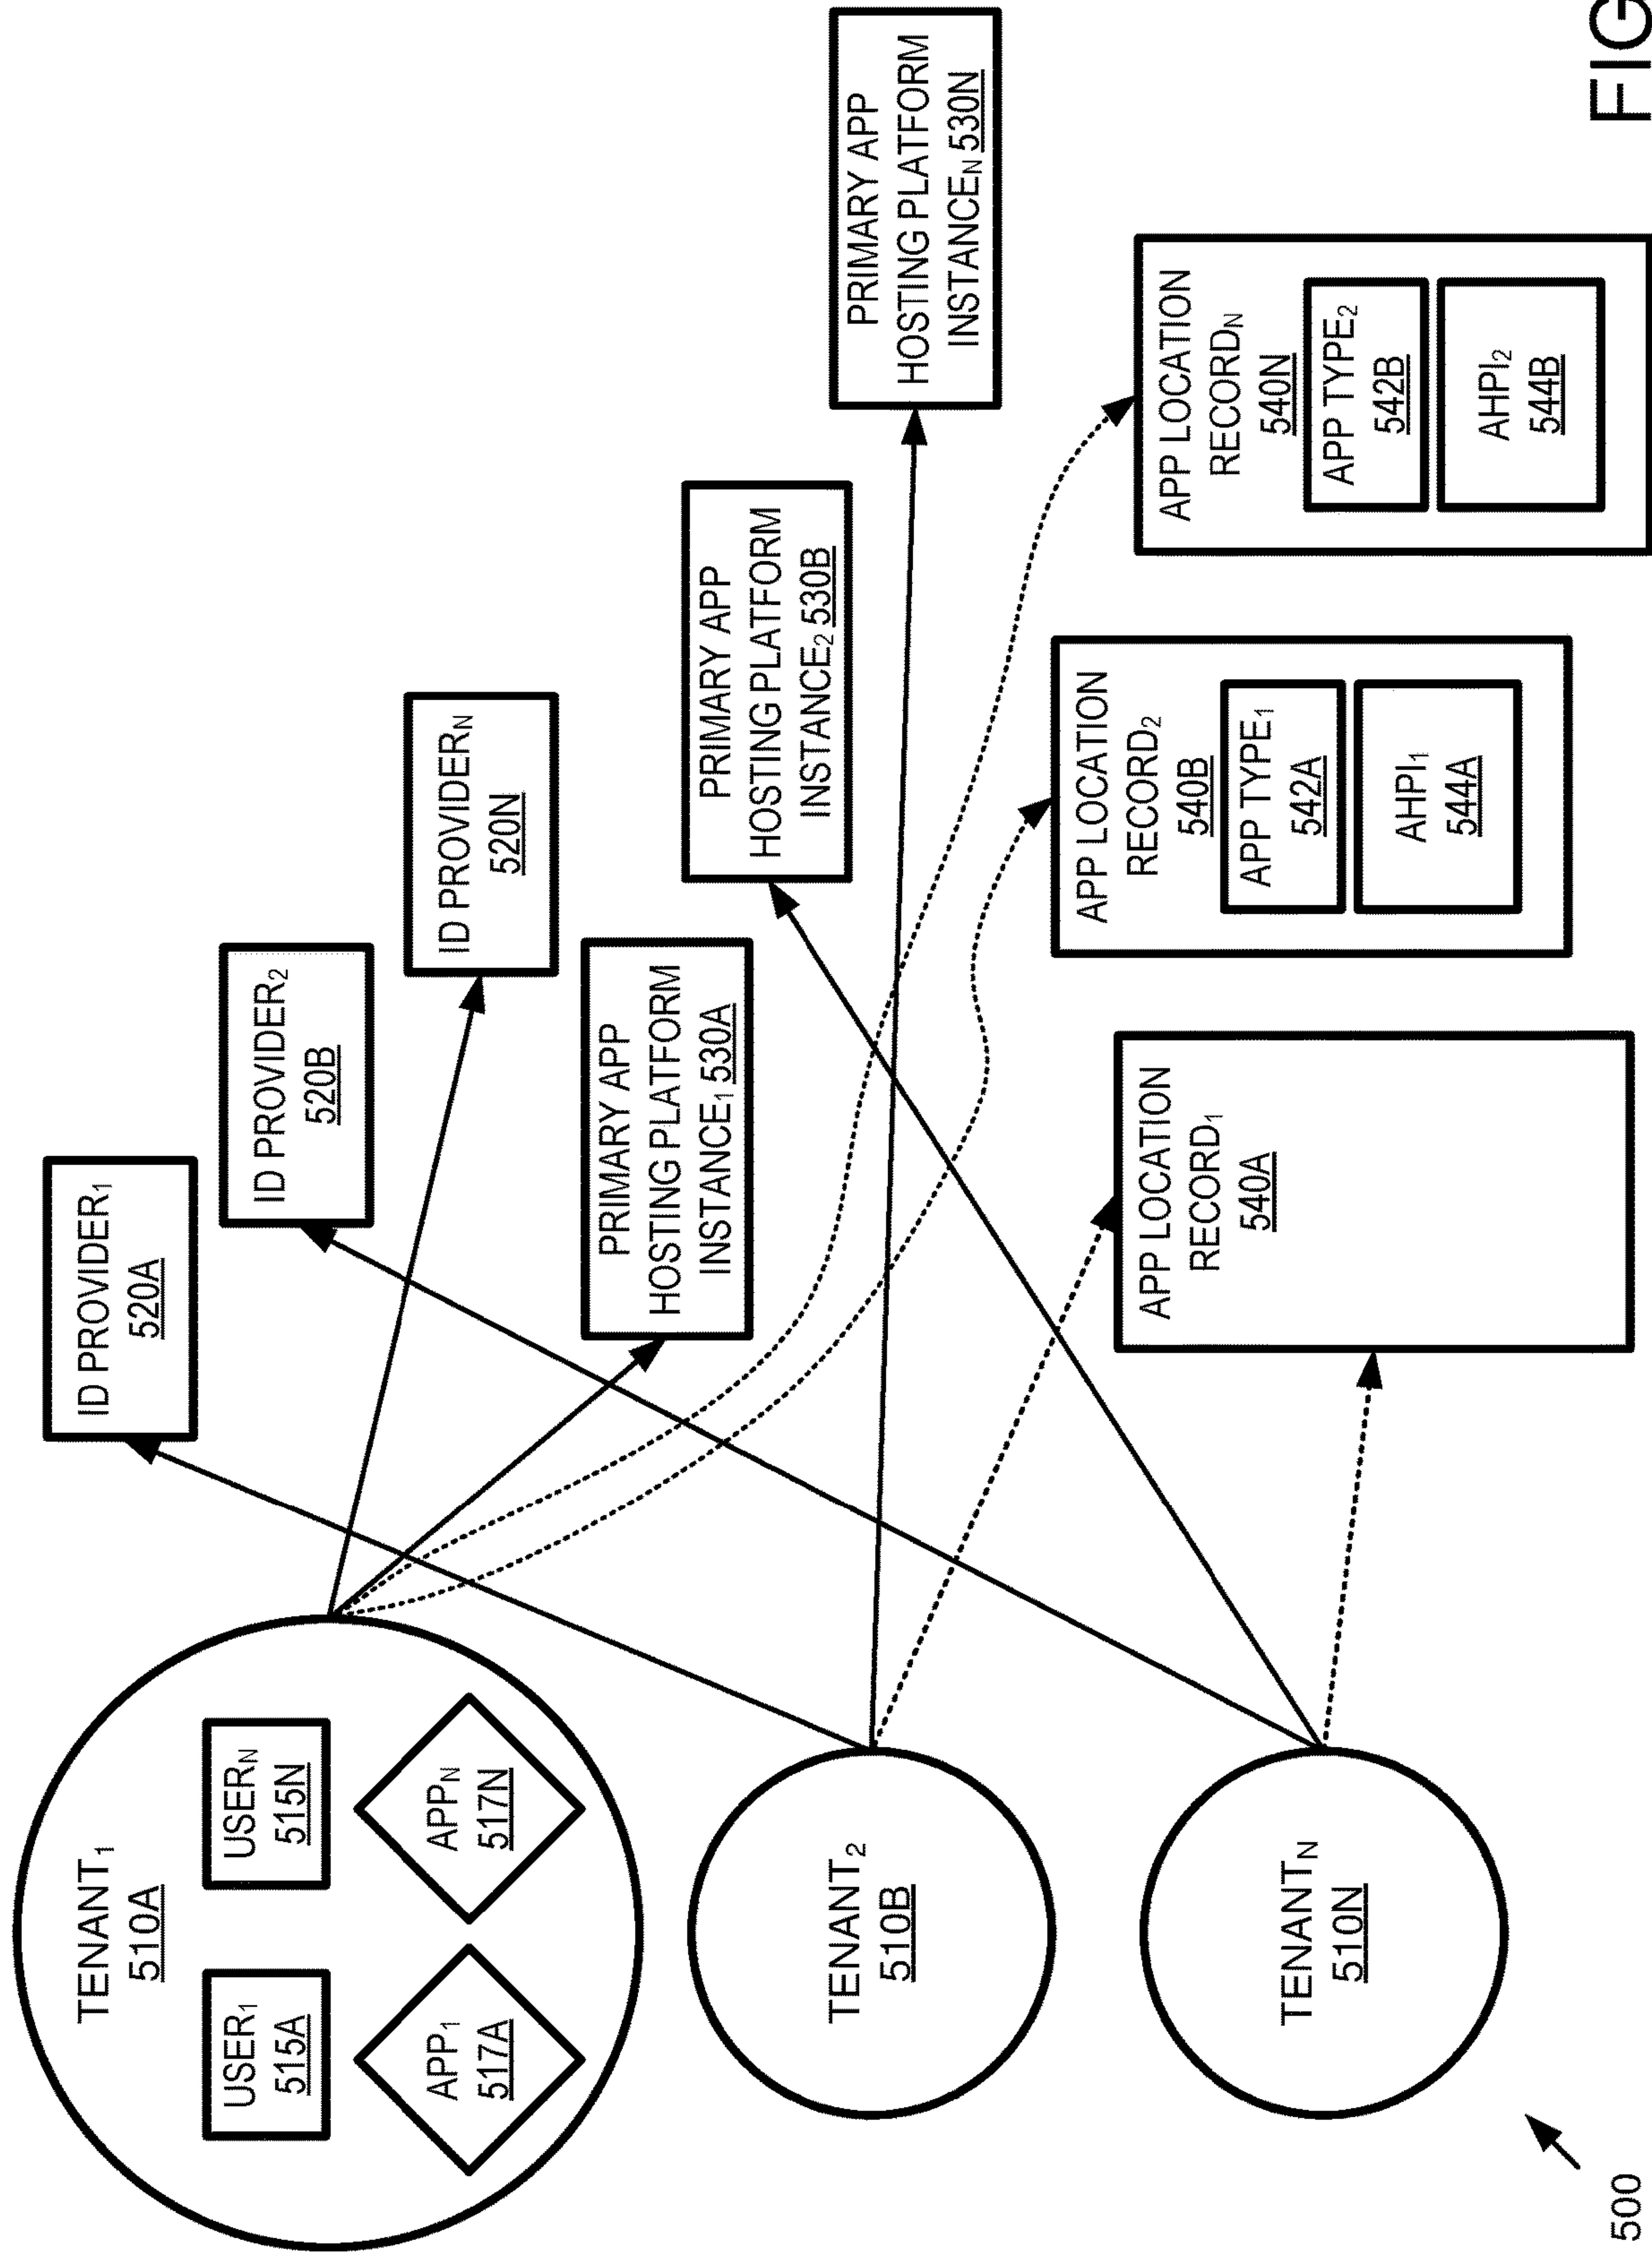 TENANT1
510A
USER1
515A
USERN
515N
APP1
517A
APPN
517N
TENANT2
510B
TENANTN
510N
ID PROVIDER1
520A
ID PROVIDER2
520B
ID PROVIDERN
520N
PRIMARY APP
HOSTING PLATFORM
INSTANCE1 530A
PRIMARY APP
HOSTING PLATFORM
INSTANCE2 530B
PRIMARY APP
HOSTING PLATFORM
INSTANCEN 530N
APP LOCATION
RECORD1
540A
APP LOCATION
RECORD2
540B
APP TYPE1
542A
AHPI1
544A
APP LOCATION
RECORDN
540N
APP TYPE2
542B
AHPI2
544B
500
FIG